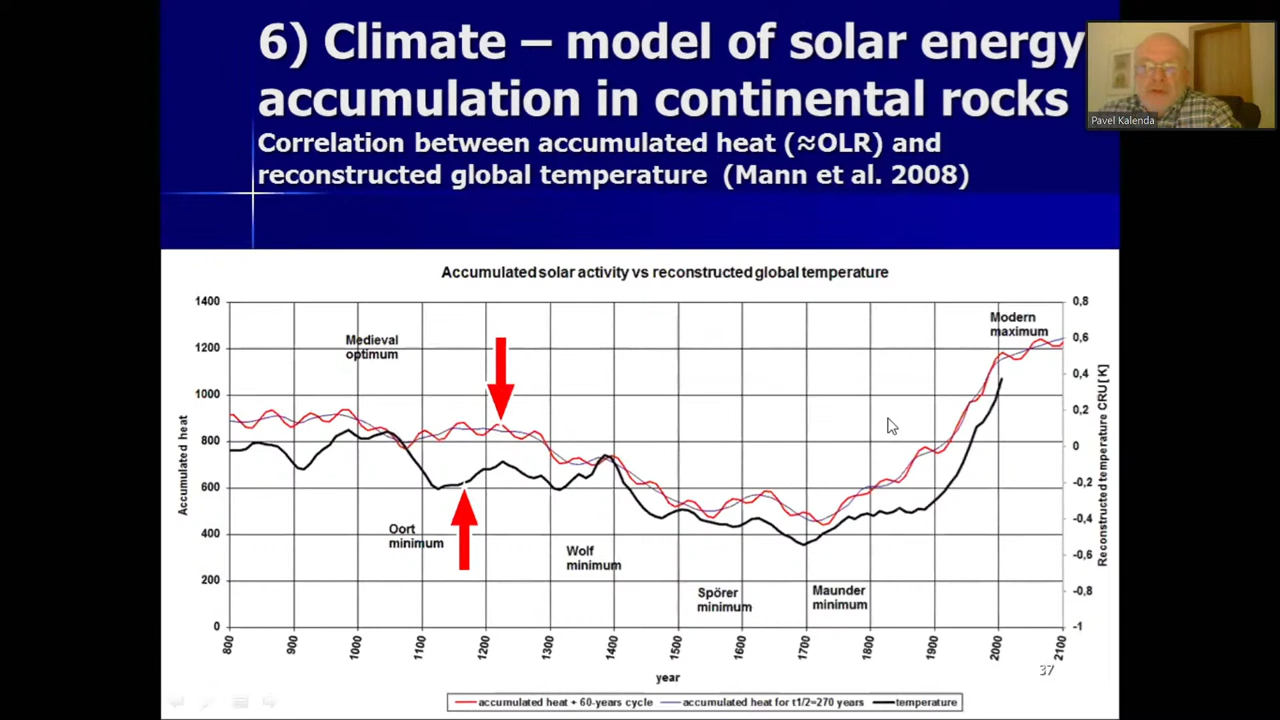 6) Climate – model of solar energy
accumulation in continental rocks
Correlation between accumulated heat (≈OLR) and
reconstructed global temperature (Mann et al. 2008)
Pavel Kalenda
Accumulated solar activity vs reconstructed global temperature
1400
1200
1000
800
600
400
200
0
Accumulated heat
0,8
0,6
0,4
0,2
0
-0,2
-0,4
-0,6
-0,8
-1
Reconstructed temperature CRU[K]
Medieval
optimum
Modern
maximum
Oort
minimum
Wolf
minimum
Spörer
minimum
Maunder
minimum
800
900
1000
1100
1200
1300
1400
1500
1600
1700
1800
1900
2000
2100
year
37
accumulated heat + 60-years cycle
accumulated heat for t1/2=270 years
temperature